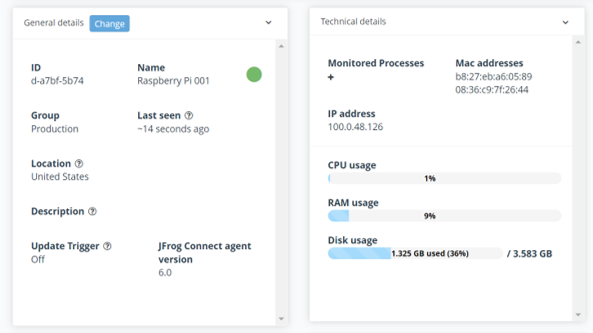 General details Change
ID
d-a7bf-5b74
Name
Raspberry Pi 001
Group
Production
Last seen ?
~14 seconds ago
Location ?
United States
Description ?
Update Trigger ?
Off
JFrog Connect agent
version
6.0
Technical details
Monitored Processes
+
Mac addresses
b8:27:eb:a6:05:89
08:36:c9:7f:26:44
IP address
100.0.48.126
CPU usage
1%
RAM usage
9%
Disk usage
1.325 GB used (36%) / 3.583 GB